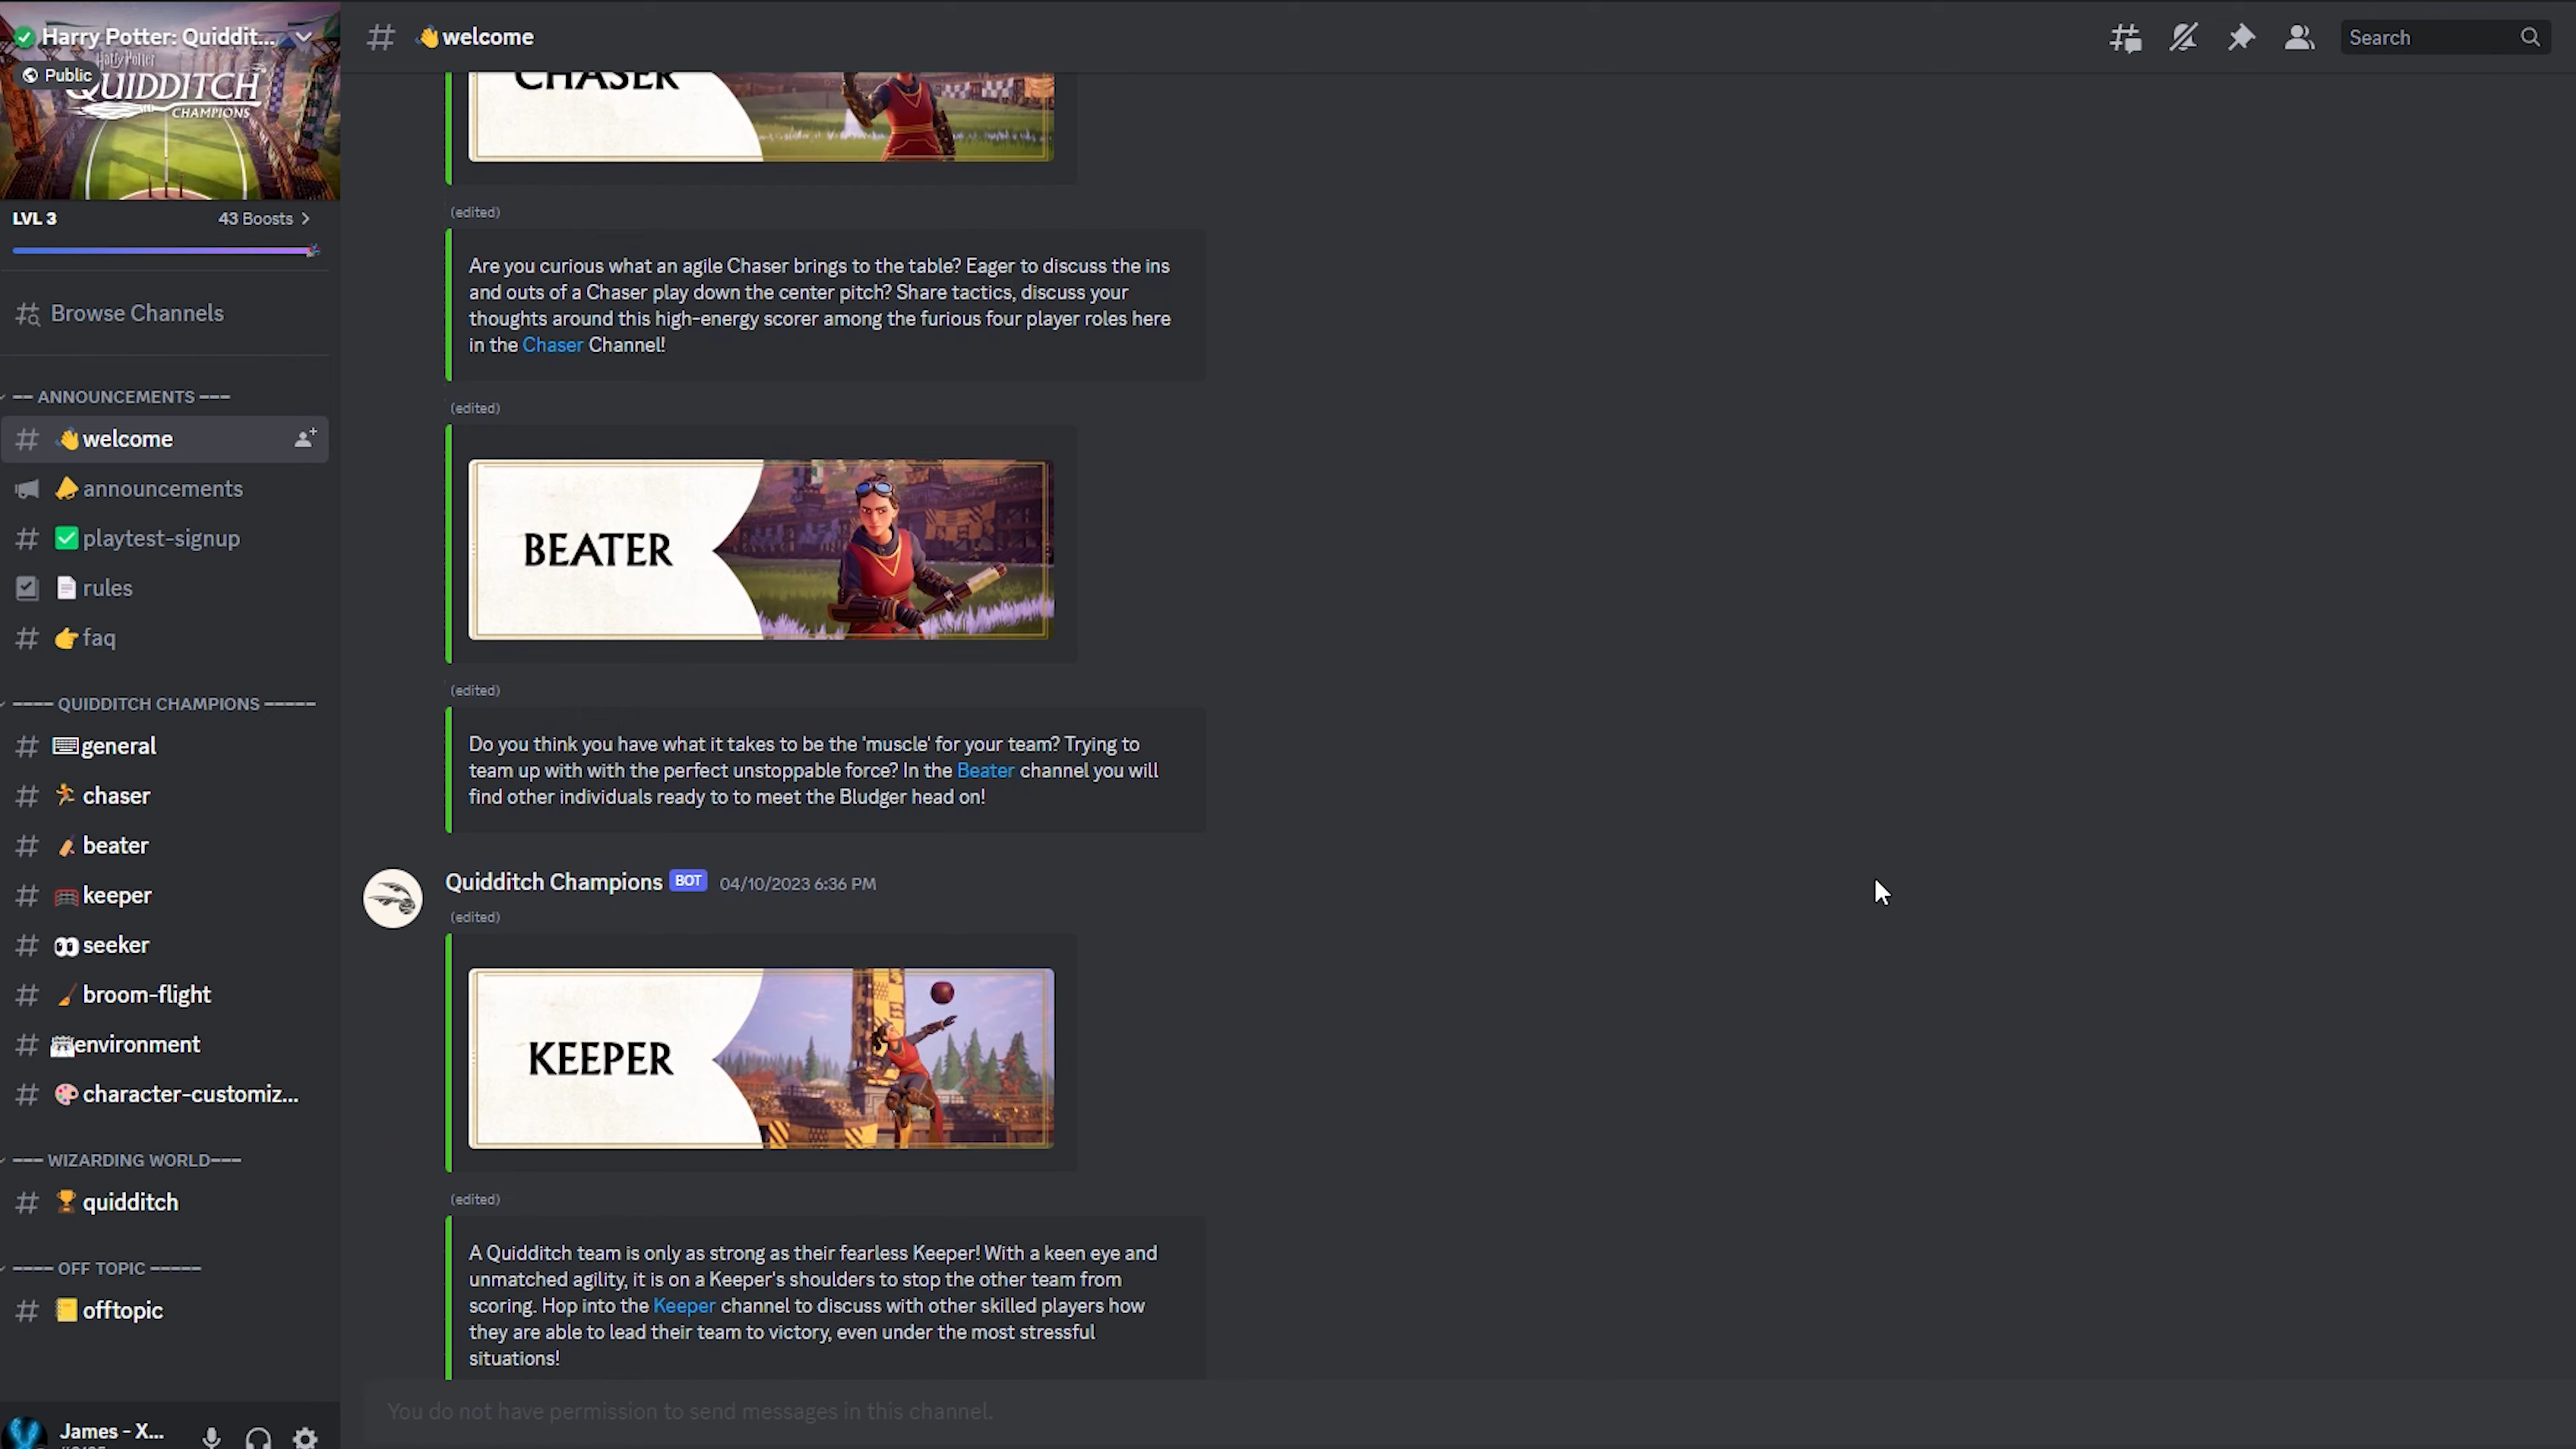 Harry Potter: Quiddit...
Public
Harry Potter
QUIDDITCH
CHAMPIONS
LVL 3
43 Boosts
Browse Channels
-- ANNOUNCEMENTS ---
welcome
announcements
playtest-signup
rules
faq
---- QUIDDITCH CHAMPIONS -----
general
chaser
beater
keeper
seeker
broom-flight
environment
character-customiz...
--- WIZARDING WORLD---
quidditch
---- OFF TOPIC -----
offtopic
James - X...
welcome
Search
CHASER
(edited)
Are you curious what an agile Chaser brings to the table? Eager to discuss the ins
and outs of a Chaser play down the center pitch? Share tactics, discuss your
thoughts around this high-energy scorer among the furious four player roles here
in the Chaser Channel!
(edited)
BEATER
(edited)
Do you think you have what it takes to be the 'muscle' for your team? Trying to
team up with with the perfect unstoppable force? In the Beater channel you will
find other individuals ready to to meet the Bludger head on!
Quidditch Champions BOT 04/10/2023 6:36 PM
(edited)
KEEPER
(edited)
A Quidditch team is only as strong as their fearless Keeper! With a keen eye and
unmatched agility, it is on a Keeper's shoulders to stop the other team from
scoring. Hop into the Keeper channel to discuss with other skilled players how
they are able to lead their team to victory, even under the most stressful
situations!
You do not have permission to send messages in this channel.